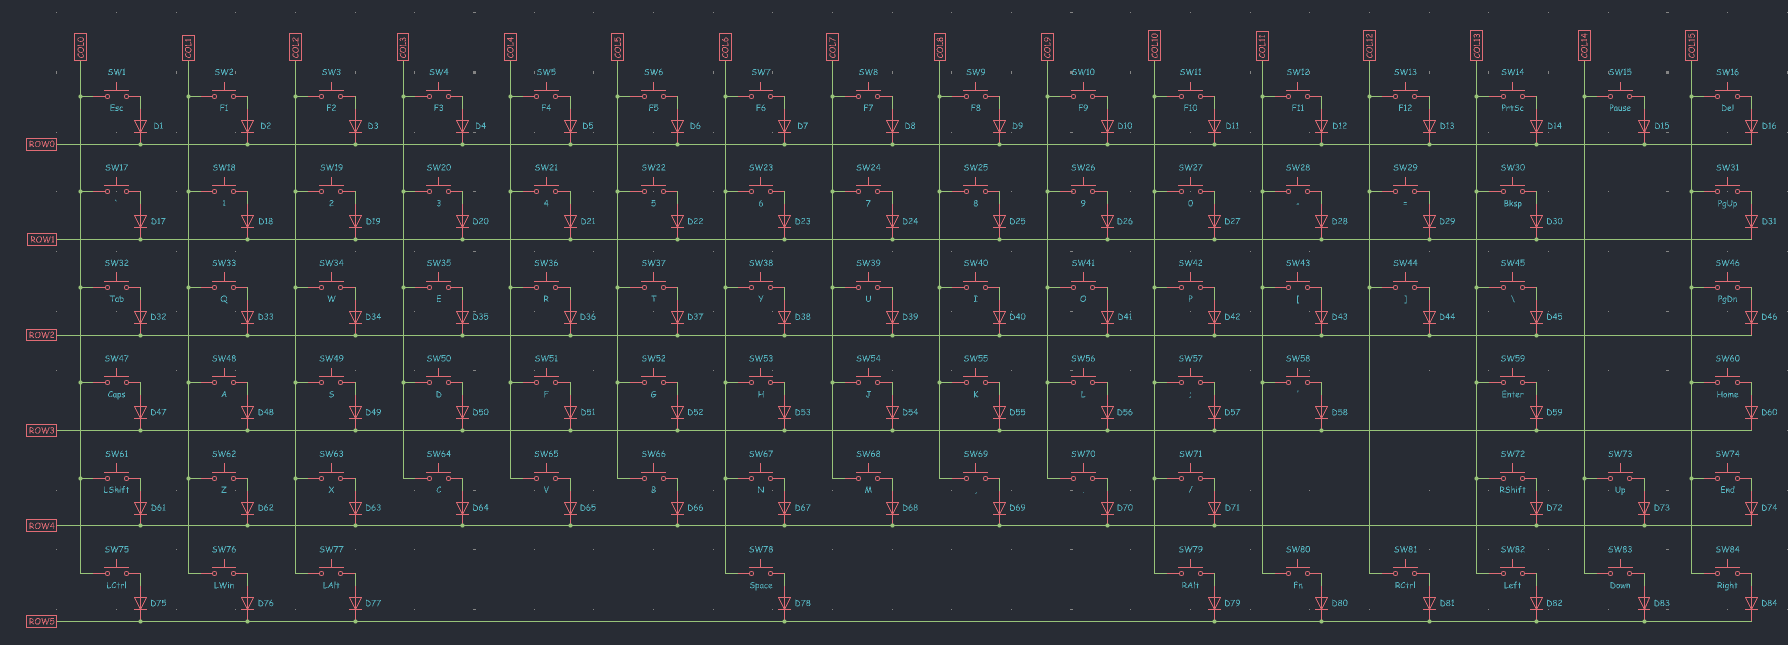 COL0 COL1 COL2 COL3 COL4 COL5 COL6 COL7 COL8 COL9 COL10 COL11 COL12 COL13 COL14 COL15
SW1 SW2 SW3 SW4 SW5 SW6 SW7 SW8 SW9 SW10 SW11 SW12 SW13 SW14 SW15 SW16
Esc F1 F2 F3 F4 F5 F6 F7 F8 F9 F10 F11 F12 PrtSc Pause Del
D1 D2 D3 D4 D5 D6 D7 D8 D9 D10 D11 D12 D13 D14 D15 D16
ROW0
SW17 SW18 SW19 SW20 SW21 SW22 SW23 SW24 SW25 SW26 SW27 SW28 SW29 SW30 SW31
` 1 2 3 4 5 6 7 8 9 0 - = Bksp PgUp
D17 D18 D19 D20 D21 D22 D23 D24 D25 D26 D27 D28 D29 D30 D31
ROW1
SW32 SW33 SW34 SW35 SW36 SW37 SW38 SW39 SW40 SW41 SW42 SW43 SW44 SW45 SW46
Tab Q W E R T Y U I O P [ ] \ PgDn
D32 D33 D34 D35 D36 D37 D38 D39 D40 D41 D42 D43 D44 D45 D46
ROW2
SW47 SW48 SW49 SW50 SW51 SW52 SW53 SW54 SW55 SW56 SW57 SW58 SW59 SW60
Caps A S D F G H J K L ; ' Enter Home
D47 D48 D49 D50 D51 D52 D53 D54 D55 D56 D57 D58 D59 D60
ROW3
SW61 SW62 SW63 SW64 SW65 SW66 SW67 SW68 SW69 SW70 SW71 SW72 SW73 SW74
LShift Z X C V B N M , . / RShift Up End
D61 D62 D63 D64 D65 D66 D67 D68 D69 D70 D71 D72 D73 D74
ROW4
SW75 SW76 SW77 SW78 SW79 SW80 SW81 SW82 SW83 SW84
LCtrl LWin LAlt Space RAlt Fn RCtrl Left Down Right
D75 D76 D77 D78 D79 D80 D81 D82 D83 D84
ROW5